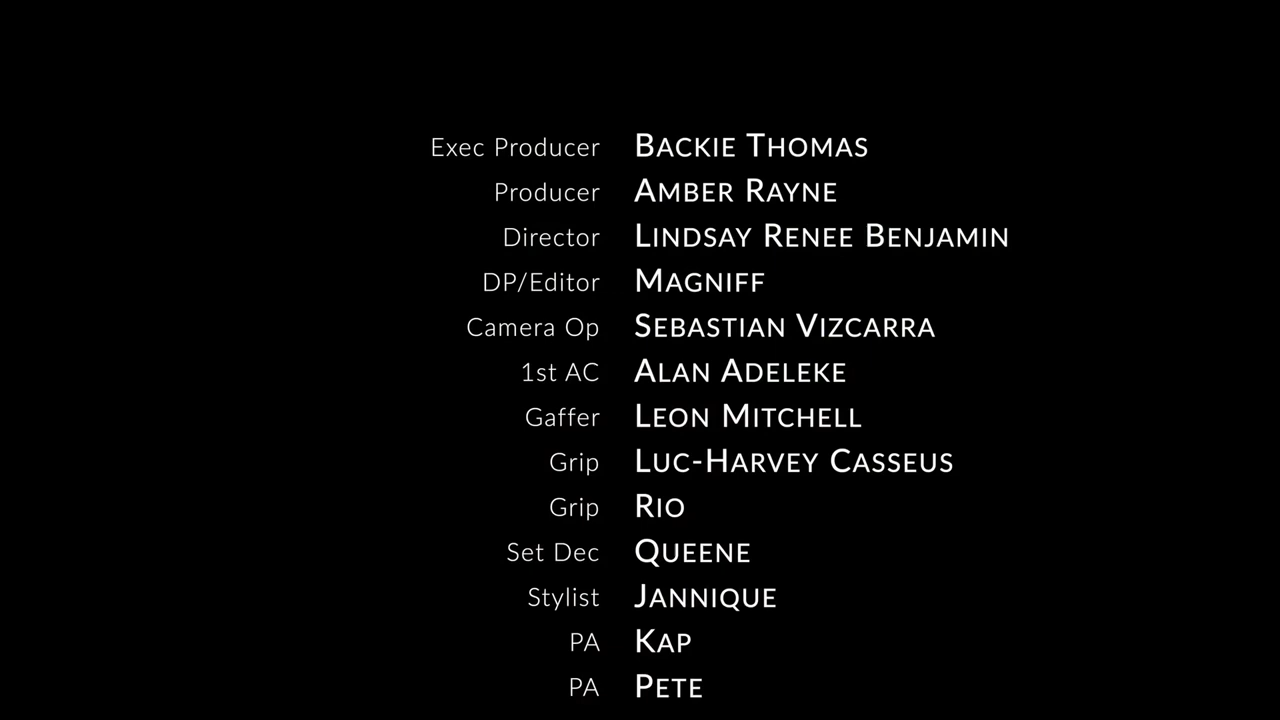 Exec Producer Backie Thomas
Producer Amber Rayne
Director Lindsay Renee Benjamin
DP/Editor Magniff
Camera Op Sebastian Vizcarra
1st AC Alan Adeleke
Gaffer Leon Mitchell
Grip Luc-Harvey Casseus
Grip Rio
Set Dec Queene
Stylist Jannique
PA Kap
PA Pete